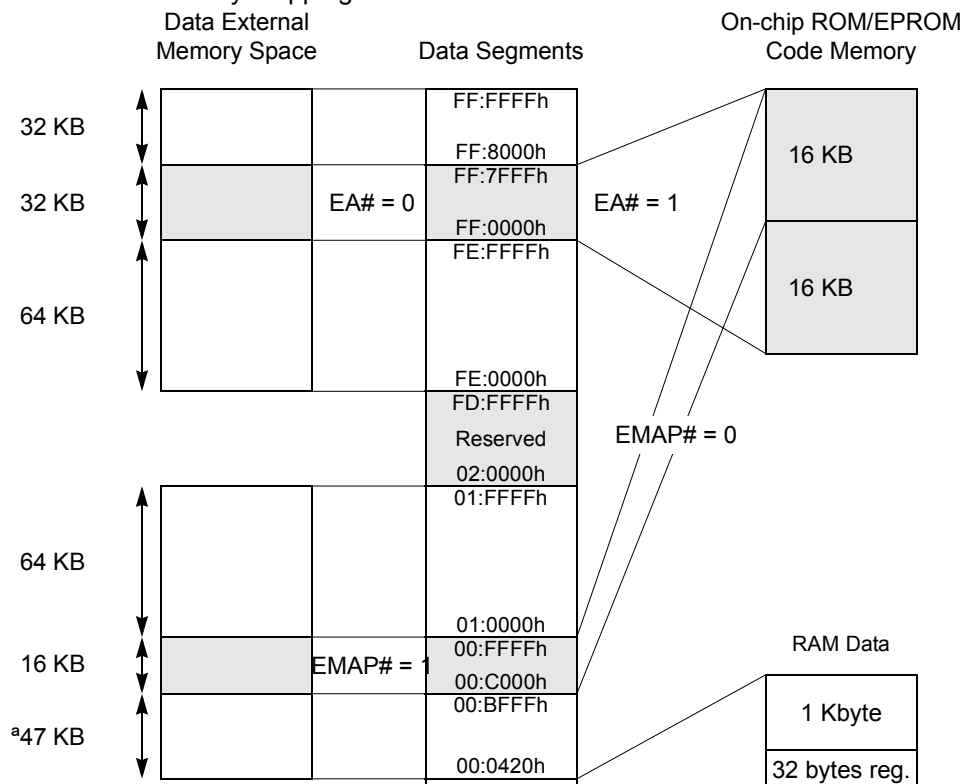 Data External
Memory Space
Data Segments
On-chip ROM/EPROM
Code Memory
32 KB
FF:FFFFh
FF:8000h
16 KB
32 KB
EA# = 0
FF:7FFFh
FF:0000h
EA# = 1
64 KB
FE:FFFFh
FE:0000h
16 KB
FD:FFFFh
Reserved
02:0000h
EMAP# = 0
64 KB
01:FFFFh
01:0000h
RAM Data
16 KB
EMAP# = 1
00:FFFFh
00:C000h
ª47 KB
00:BFFFh
00:0420h
1 Kbyte
32 bytes reg.